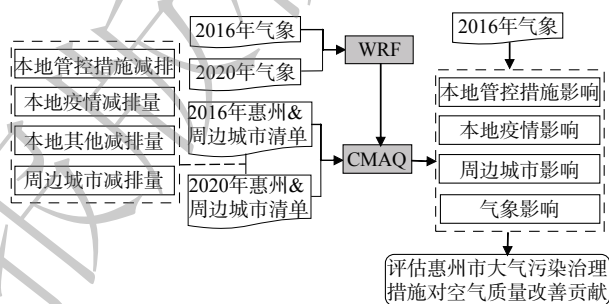 本地管控措施减排
本地疫情减排量
本地其他减排量
周边城市减排量
2016年气象
2020年气象
2016年惠州&
周边城市清单
2020年惠州&
周边城市清单
WRF
CMAQ
2016年气象
本地管控措施影响
本地疫情影响
周边城市影响
气象影响
评估惠州市大气污染治理
措施对空气质量改善贡献